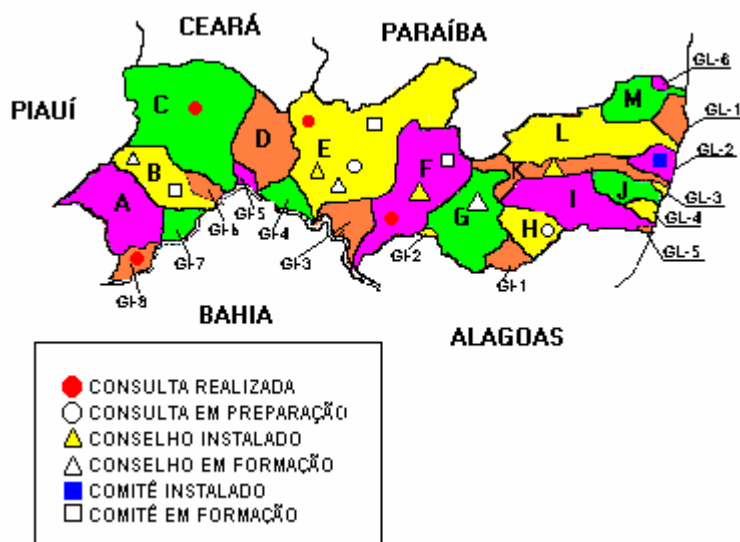 CEARÁ
PARAÍBA
PIAUÍ
GL-6
GL-1
GL-2
GL-3
GL-4
GL-5
C
D
E
B
A
F
G
H
I
J
K
L
M
GI-8
GI-7
GI-6
GI-5
GI-4
GI-3
GI-2
GI-1
BAHIA
ALAGOAS
CONSULTA REALIZADA
CONSULTA EM PREPARAÇÃO
CONSELHO INSTALADO
CONSELHO EM FORMAÇÃO
COMITÊ INSTALADO
COMITÊ EM FORMAÇÃO